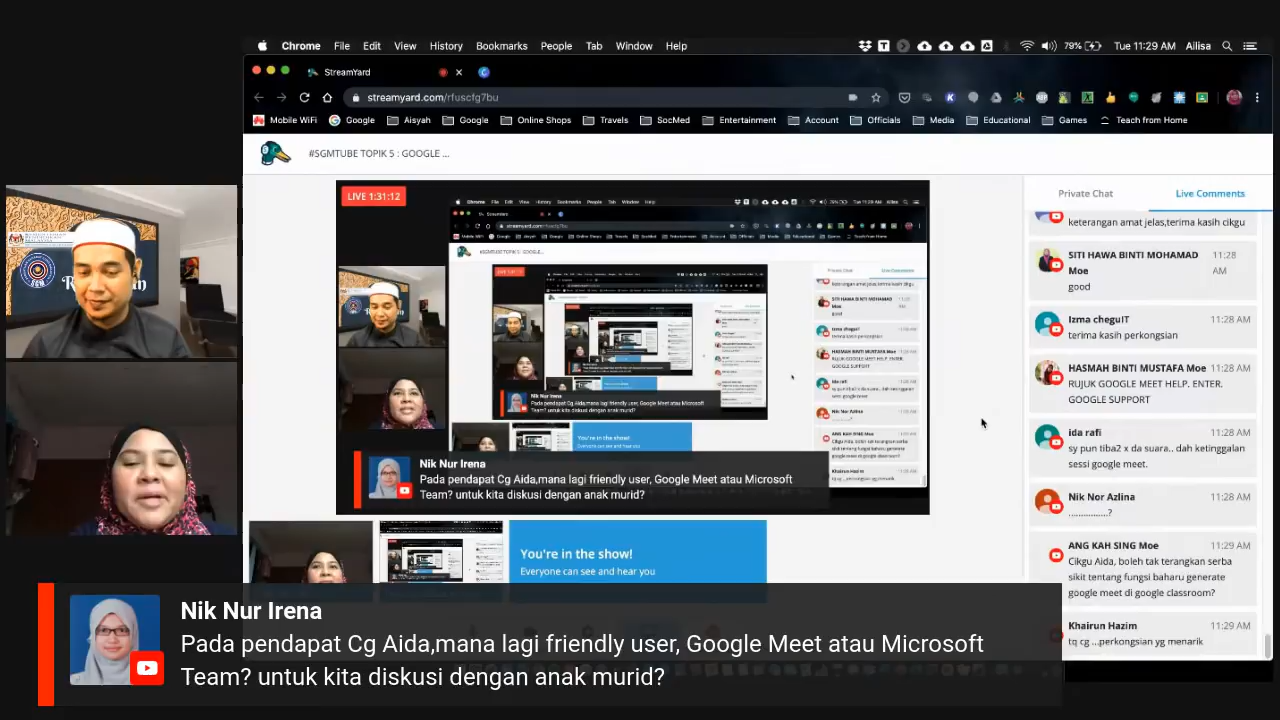 Chrome File Edit View History Bookmarks People Tab Window Help
79% Tue 11:29 AM Ailisa
StreamYard
streamyard.com/rfuscfg7bu
Mobile WiFi Google Aisyah Google Online Shops Travels SocMed Entertainment Account Officials Media Educational Games Teach from Home
#SGMTUBE TOPIK 5 : GOOGLE ...
LIVE 1:31:12
Private Chat Live Comments
keterangan amat jelas,terima kasih cikgu
SITI HAWA BINTI MOHAMAD Moe 11:28 AM
good
Izma cheguIT 11:28 AM
terima kasih perkongsian..
HASMAH BINTI MUSTAFA Moe 11:28 AM
RUJUK GOOGLE MEET HELP. ENTER.
GOOGLE SUPPORT
ida rafi 11:28 AM
sy pun tiba2 x da suara.. dah ketinggalan
sessi google meet.
Nik Nor Azlina 11:28 AM
................?
ANG KAH SING Moe 11:29 AM
Cikgu Aida, boleh tak terangkan serba
sikit tentang fungsi baharu generate
google meet di google classroom?
Khairun Hazim 11:29 AM
tq cg ...perkongsian yg menarik
Nik Nur Irena
Pada pendapat Cg Aida,mana lagi friendly user, Google Meet atau Microsoft
Team? untuk kita diskusi dengan anak murid?
You're in the show!
Everyone can see and hear you
Nik Nur Irena
Pada pendapat Cg Aida,mana lagi friendly user, Google Meet atau Microsoft
Team? untuk kita diskusi dengan anak murid?